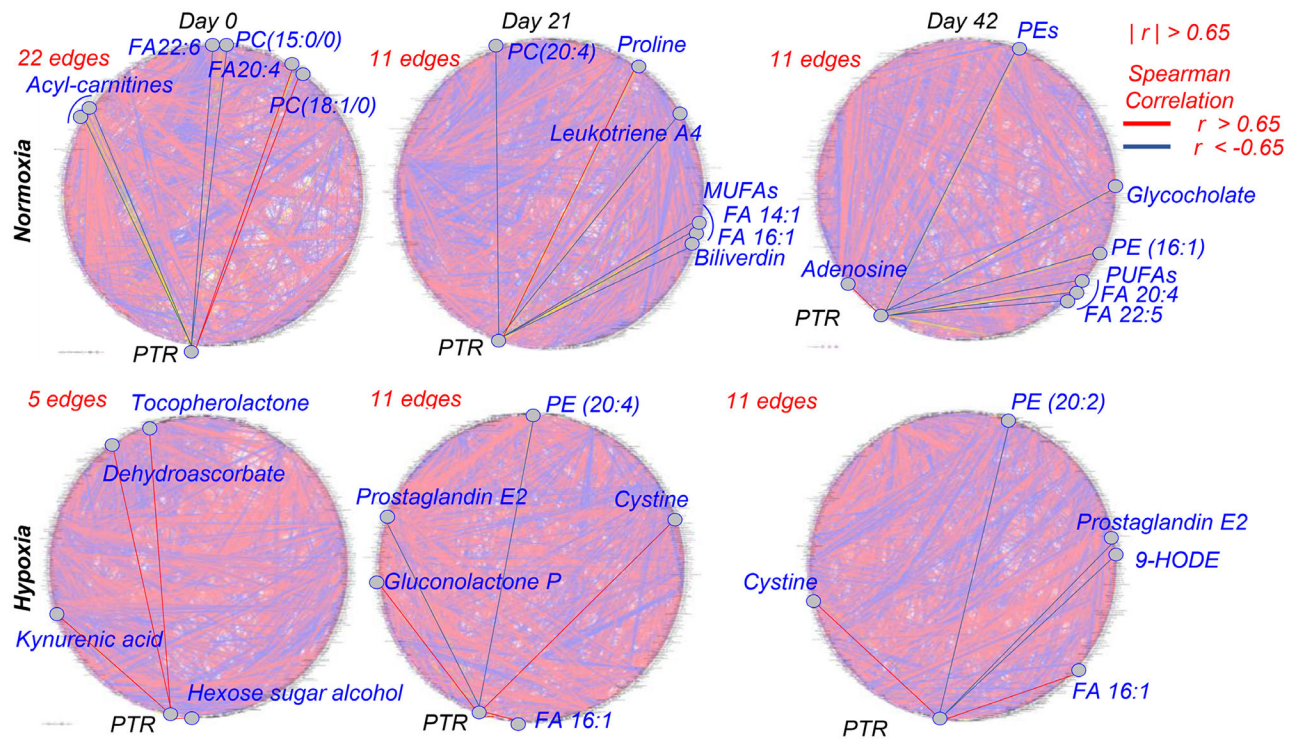 Day 0
Day 21
Day 42
Normoxia
22 edges
FA22:6
PC(15:0/0)
FA20:4
PC(18:1/0)
Acyl-carnitines
PTR
11 edges
PC(20:4)
Proline
Leukotriene A4
MUFAs
FA 14:1
FA 16:1
Biliverdin
PTR
11 edges
PEs
Glycocholate
PE (16:1)
PUFAs
FA 20:4
FA 22:5
Adenosine
PTR
| r | > 0.65
Spearman
Correlation
r > 0.65
r < -0.65
Hypoxia
5 edges
Tocopherolactone
Dehydroascorbate
Kynurenic acid
Hexose sugar alcohol
PTR
11 edges
PE (20:4)
Prostaglandin E2
Cystine
Gluconolactone P
FA 16:1
PTR
11 edges
PE (20:2)
Prostaglandin E2
9-HODE
Cystine
FA 16:1
PTR